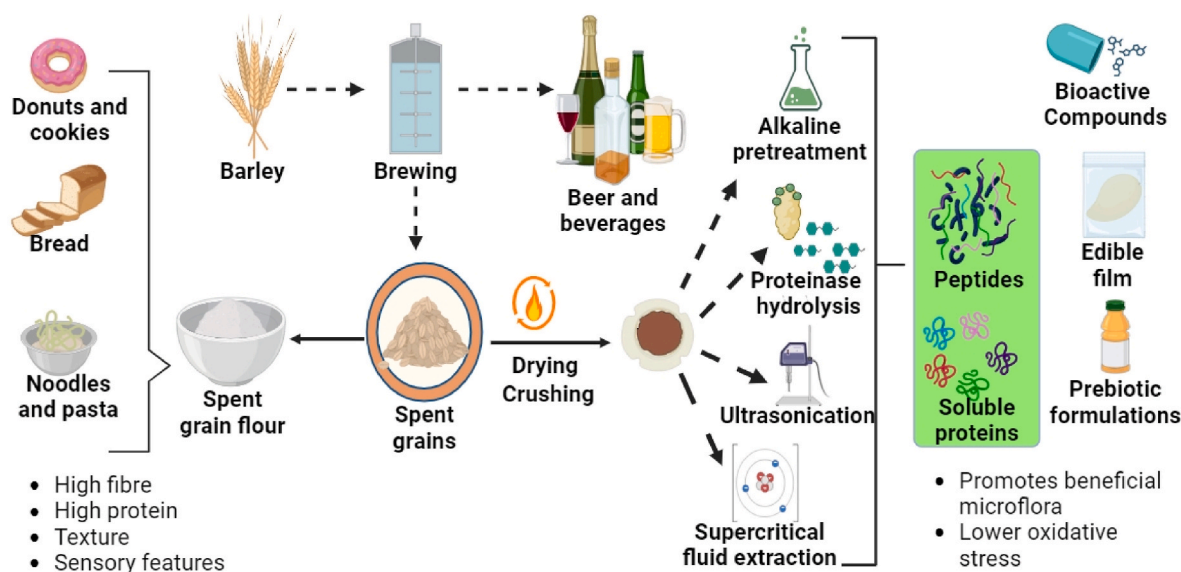 Donuts and
cookies
Bread
Noodles
and pasta
• High fibre
• High protein
• Texture
• Sensory features
Barley
Brewing
Beer and
beverages
Spent
grain flour
Spent
grains
Drying
Crushing
Alkaline
pretreatment
Proteinase
hydrolysis
Ultrasonication
Supercritical
fluid extraction
Peptides
Soluble
proteins
Bioactive
Compounds
Edible
film
Prebiotic
formulations
• Promotes beneficial
microflora
• Lower oxidative
stress